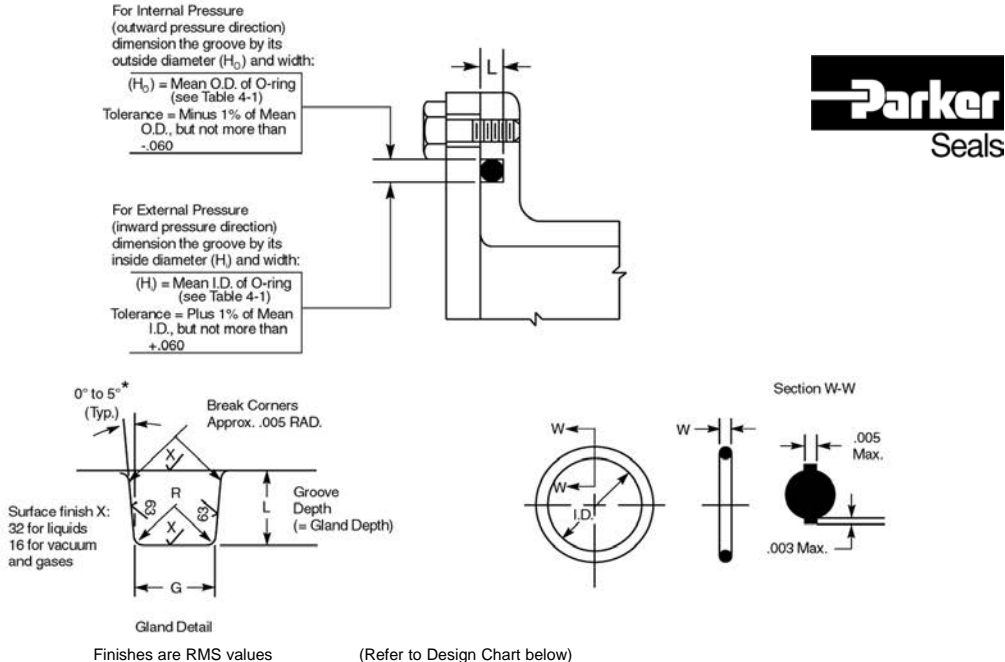 For Internal Pressure
(outward pressure direction)
dimension the groove by its
outside diameter (HO) and width:
(HO) = Mean O.D. of O-ring
(see Table 4-1)
Tolerance = Minus 1% of Mean
O.D., but not more than
-.060
L
Parker
Seals
For External Pressure
(inward pressure direction)
dimension the groove by its
inside diameter (Hi) and width:
(Hi) = Mean I.D. of O-ring
(see Table 4-1)
Tolerance = Plus 1% of Mean
I.D., but not more than
+.060
0° to 5°*
(Typ.)
Break Corners
Approx. .005 RAD.
X
R
63
63
X
L
Groove
Depth
(= Gland Depth)
Surface finish X:
32 for liquids
16 for vacuum
and gases
G
Gland Detail
Finishes are RMS values
(Refer to Design Chart below)
Section W-W
W
W
I.D.
W
.005
Max.
.003 Max.